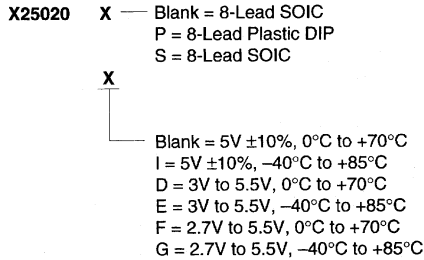 X25020 X Blank = 8-Lead SOIC
P = 8-Lead Plastic DIP
S = 8-Lead SOIC
X
Blank = 5V ±10%, 0°C to +70°C
I = 5V ±10%, –40°C to +85°C
D = 3V to 5.5V, 0°C to +70°C
E = 3V to 5.5V, –40°C to +85°C
F = 2.7V to 5.5V, 0°C to +70°C
G = 2.7V to 5.5V, –40°C to +85°C